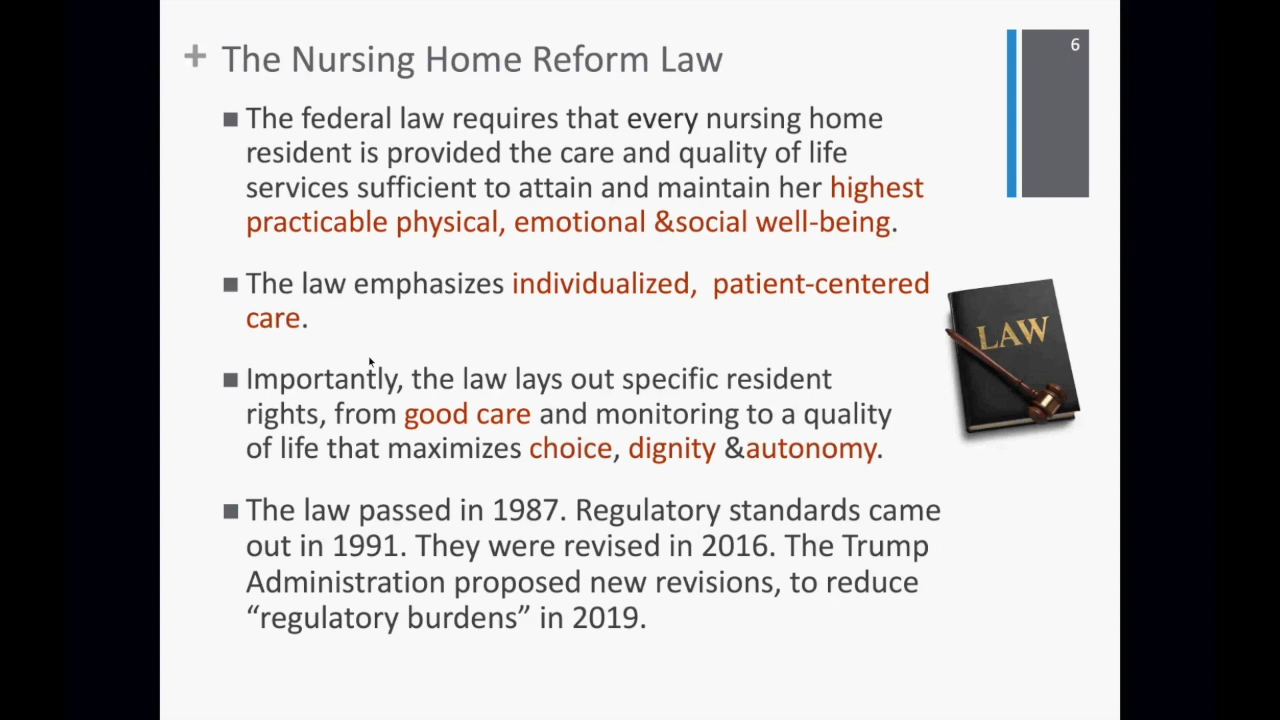 6
+ The Nursing Home Reform Law
■ The federal law requires that every nursing home
resident is provided the care and quality of life
services sufficient to attain and maintain her highest
practicable physical, emotional &social well-being.
■ The law emphasizes individualized,  patient-centered
care.
■ Importantly, the law lays out specific resident
rights, from good care and monitoring to a quality
of life that maximizes choice, dignity &autonomy.
■ The law passed in 1987. Regulatory standards came
out in 1991. They were revised in 2016. The Trump
Administration proposed new revisions, to reduce
“regulatory burdens” in 2019.
LAW